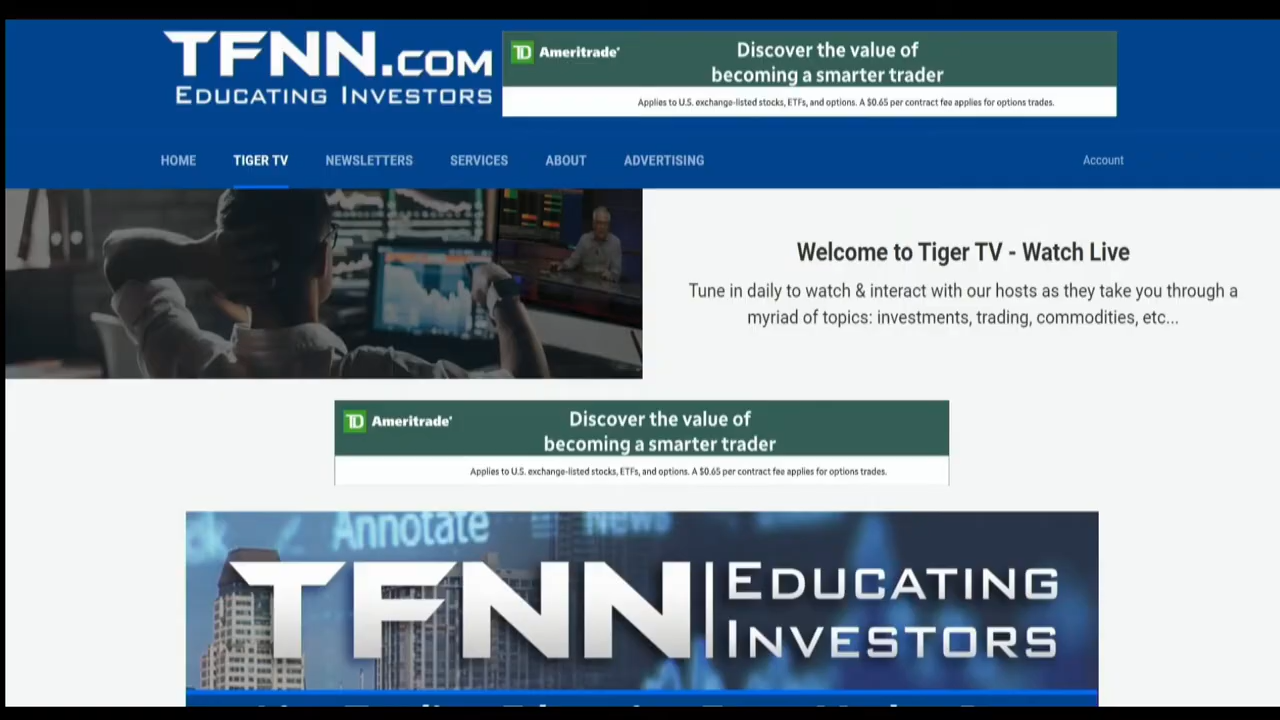 TFNN.COM
EDUCATING INVESTORS
TD Ameritrade
Discover the value of
becoming a smarter trader
Applies to U.S. exchange-listed stocks, ETFs, and options. A $0.65 per contract fee applies for options trades.
HOME TIGER TV NEWSLETTERS SERVICES ABOUT ADVERTISING Account
Welcome to Tiger TV - Watch Live
Tune in daily to watch & interact with our hosts as they take you through a
myriad of topics: investments, trading, commodities, etc...
TD Ameritrade
Discover the value of
becoming a smarter trader
Applies to U.S. exchange-listed stocks, ETFs, and options. A $0.65 per contract fee applies for options trades.
Annotate News
TFNN EDUCATING
INVESTORS